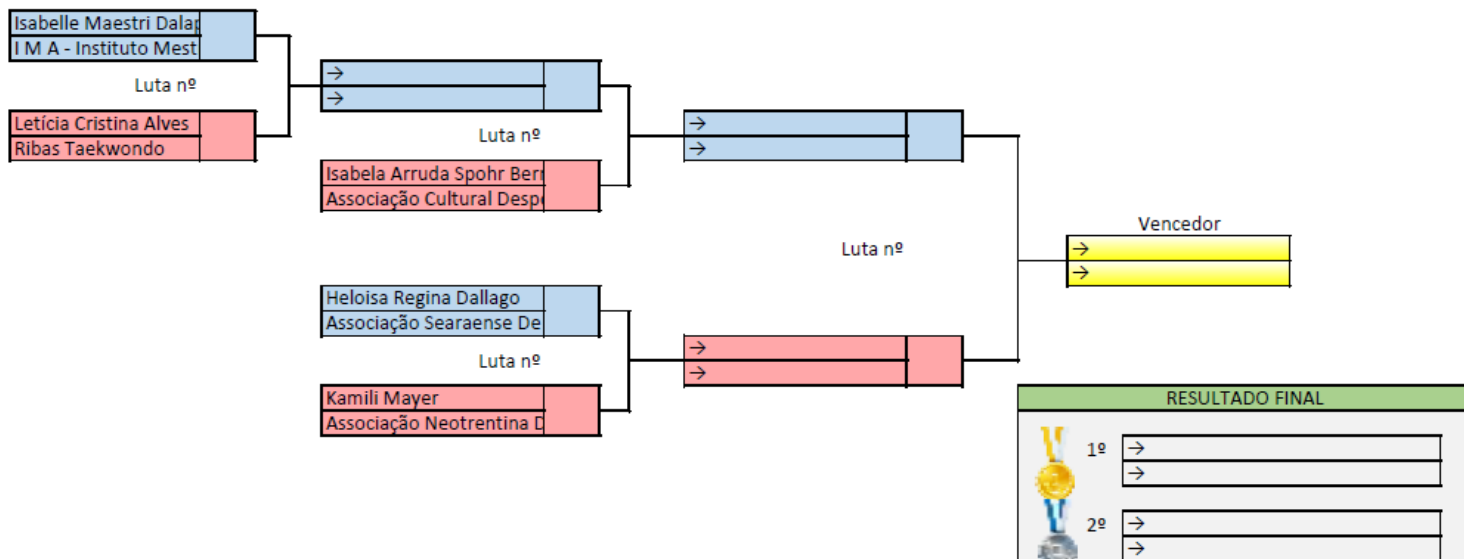 Isabelle Maestri Dalap
I M A - Instituto Mest
Luta nº
Letícia Cristina Alves
Ribas Taekwondo
→
→
Luta nº
Isabela Arruda Spohr Bern
Associação Cultural Despo
Heloisa Regina Dallago
Associação Searaense De
Luta nº
Kamili Mayer
Associação Neotrentina D
→
→
Luta nº
→
→
Vencedor
→
→
RESULTADO FINAL
1º →
→
2º →
→